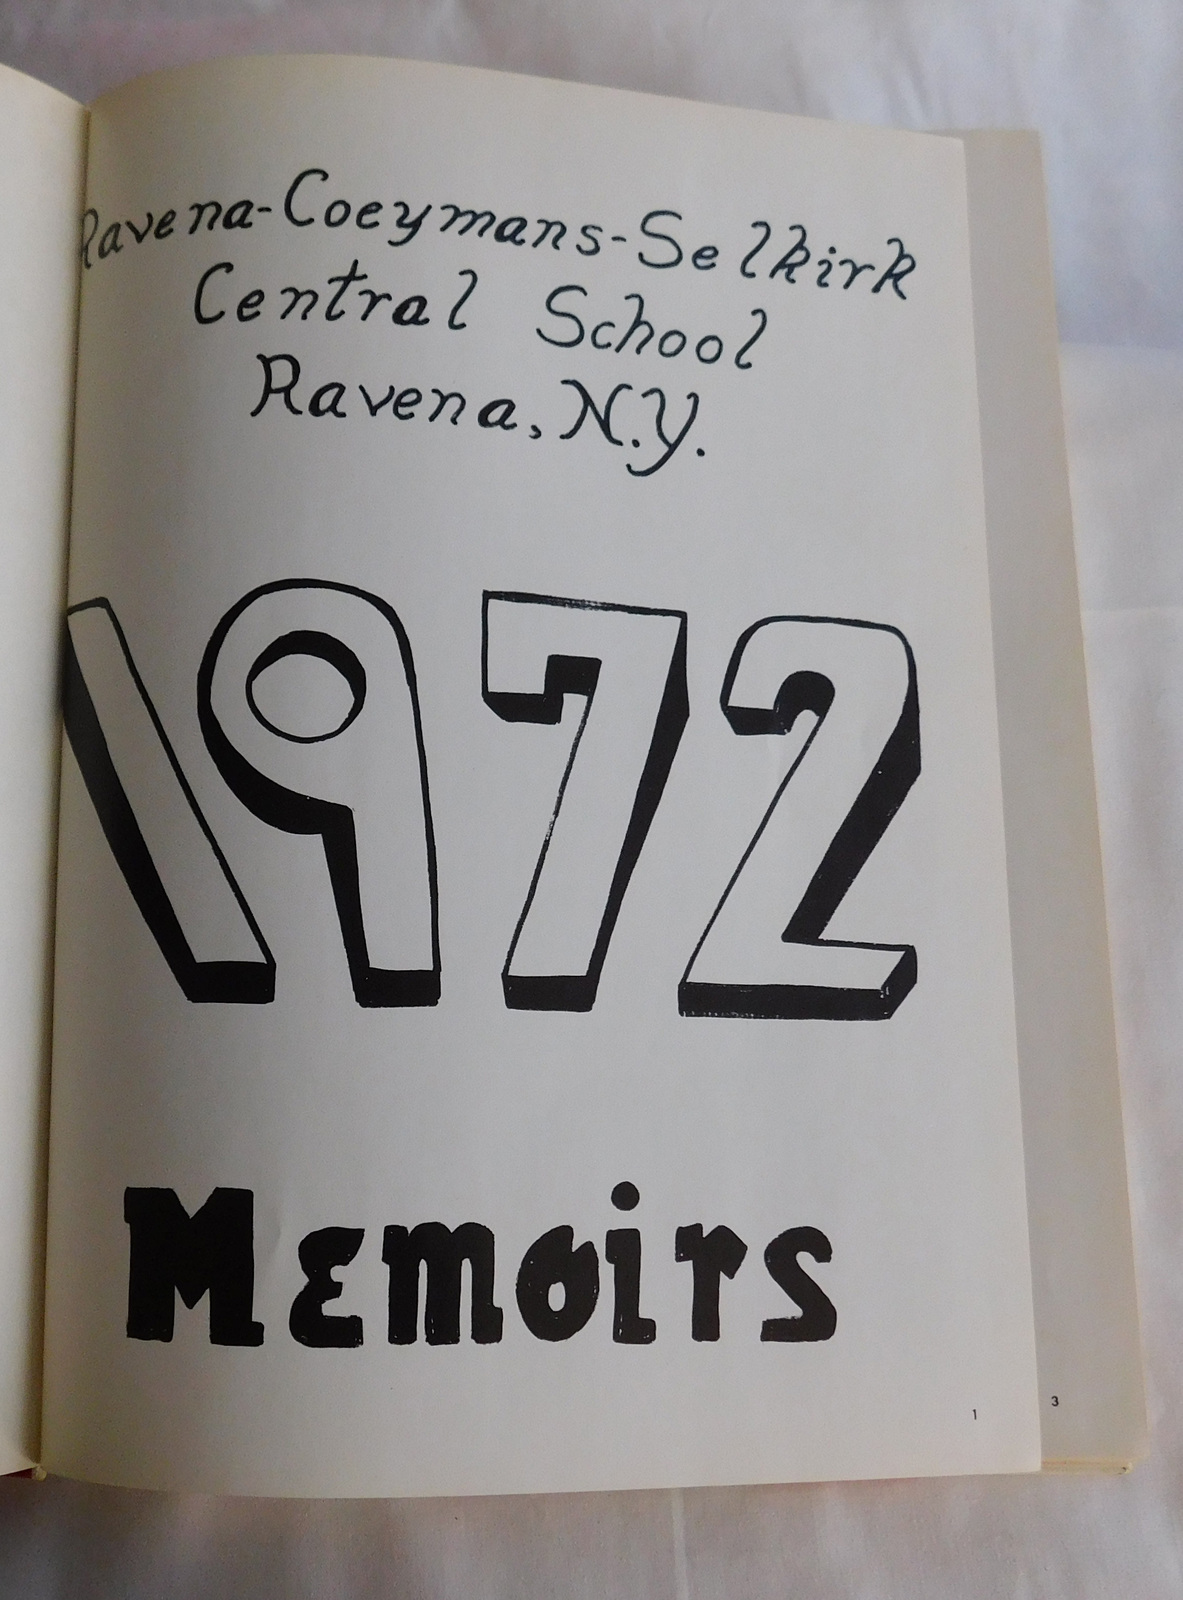 Ravena-Coeymans-Selkirk
Central School
Ravena, N.Y.
1972
Memoirs
1
3